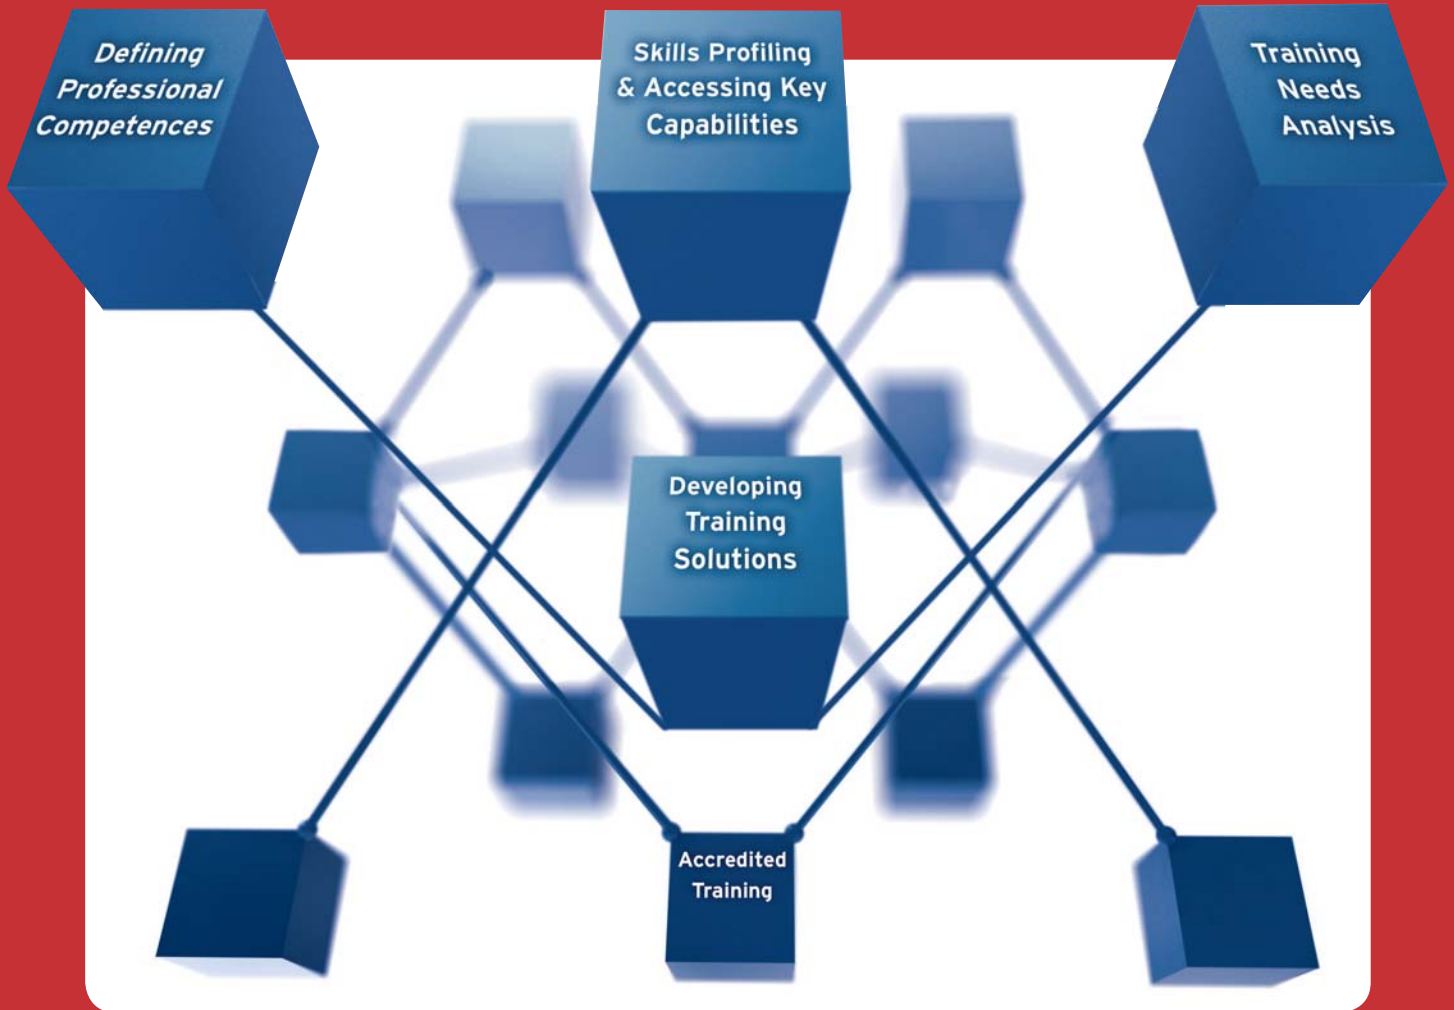 Defining
Professional
Competences
Skills Profiling
& Accessing Key
Capabilities
Training
Needs
Analysis
Developing
Training
Solutions
Accredited
Training